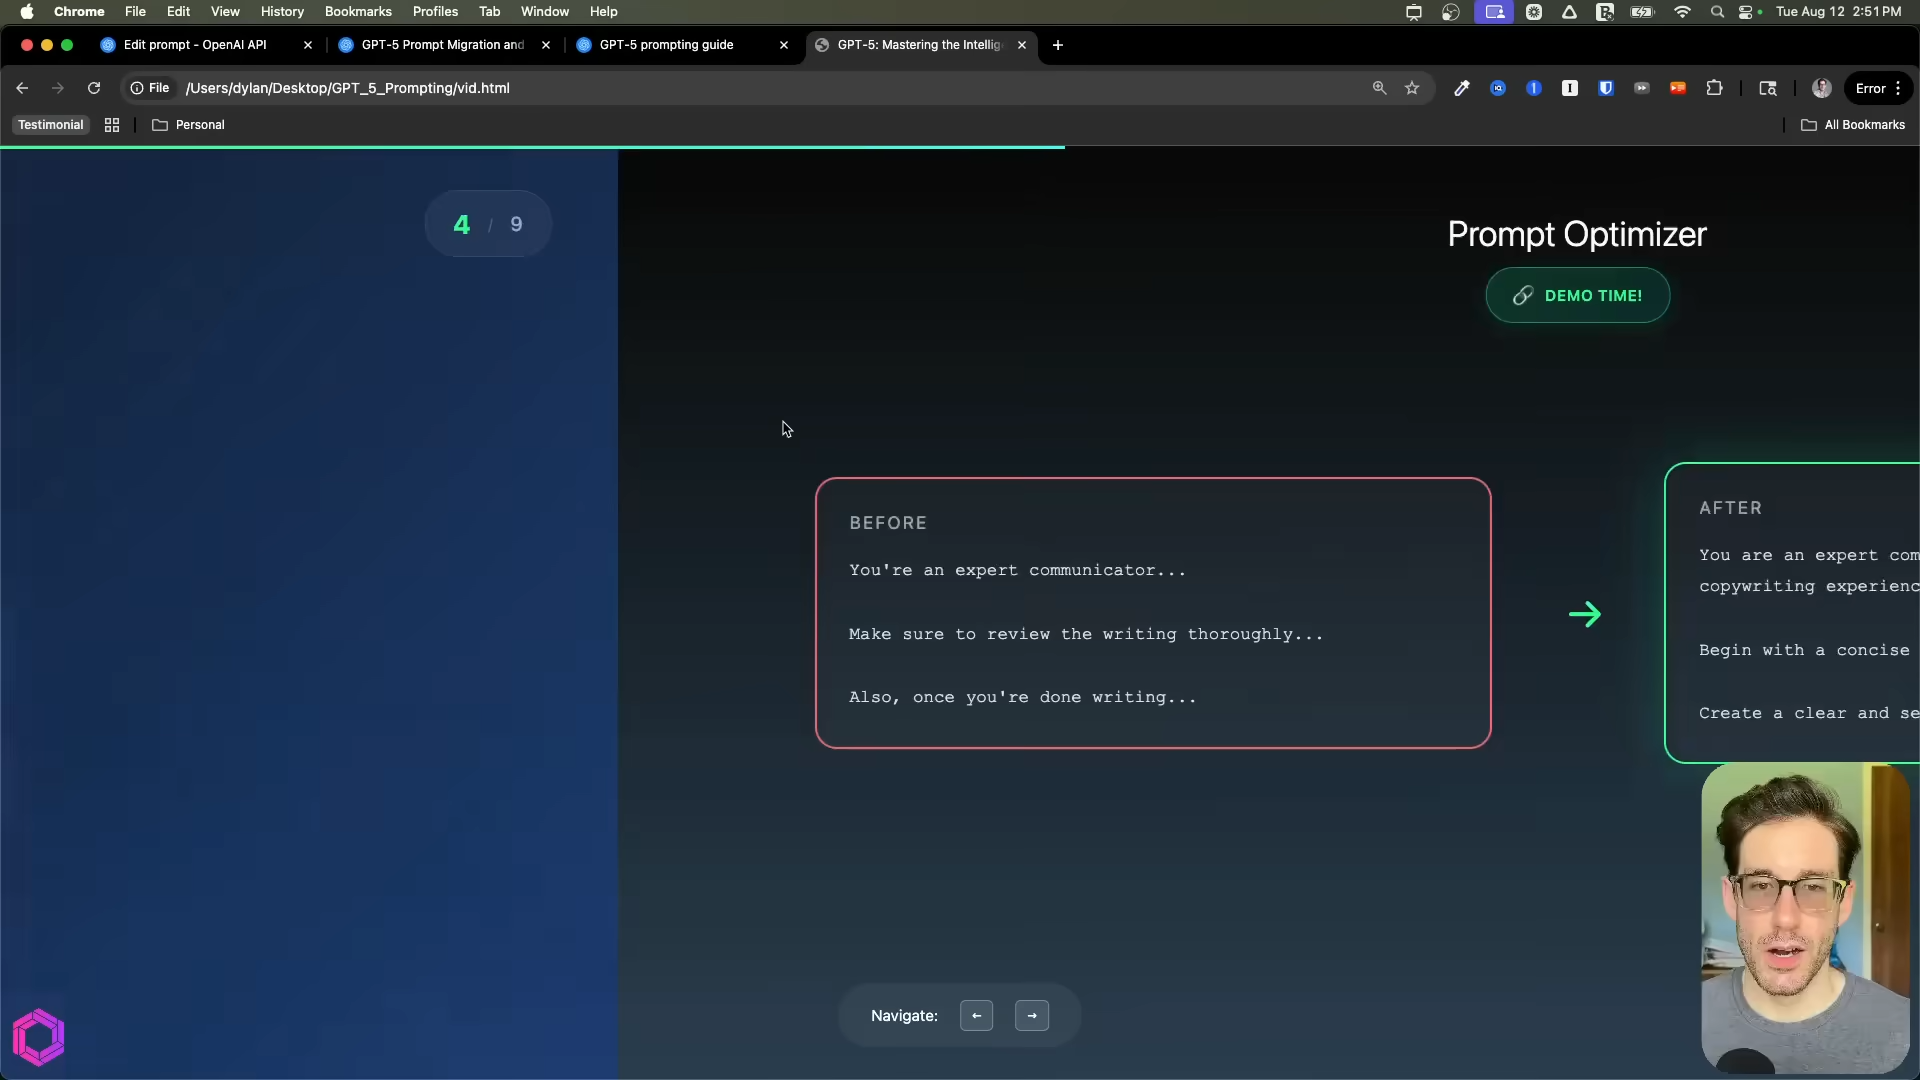 Chrome File Edit View History Bookmarks Profiles Tab Window Help
Tue Aug 12 2:51 PM
Edit prompt - OpenAI API
GPT-5 Prompt Migration and
GPT-5 prompting guide
GPT-5: Mastering the Intellig
File /Users/dylan/Desktop/GPT_5_Prompting/vid.html
Error
Testimonial
Personal
All Bookmarks
4 / 9
Prompt Optimizer
DEMO TIME!
BEFORE
You're an expert communicator...
Make sure to review the writing thoroughly...
Also, once you're done writing...
AFTER
You are an expert com
copywriting experienc
Begin with a concise
Create a clear and se
Navigate: ← →